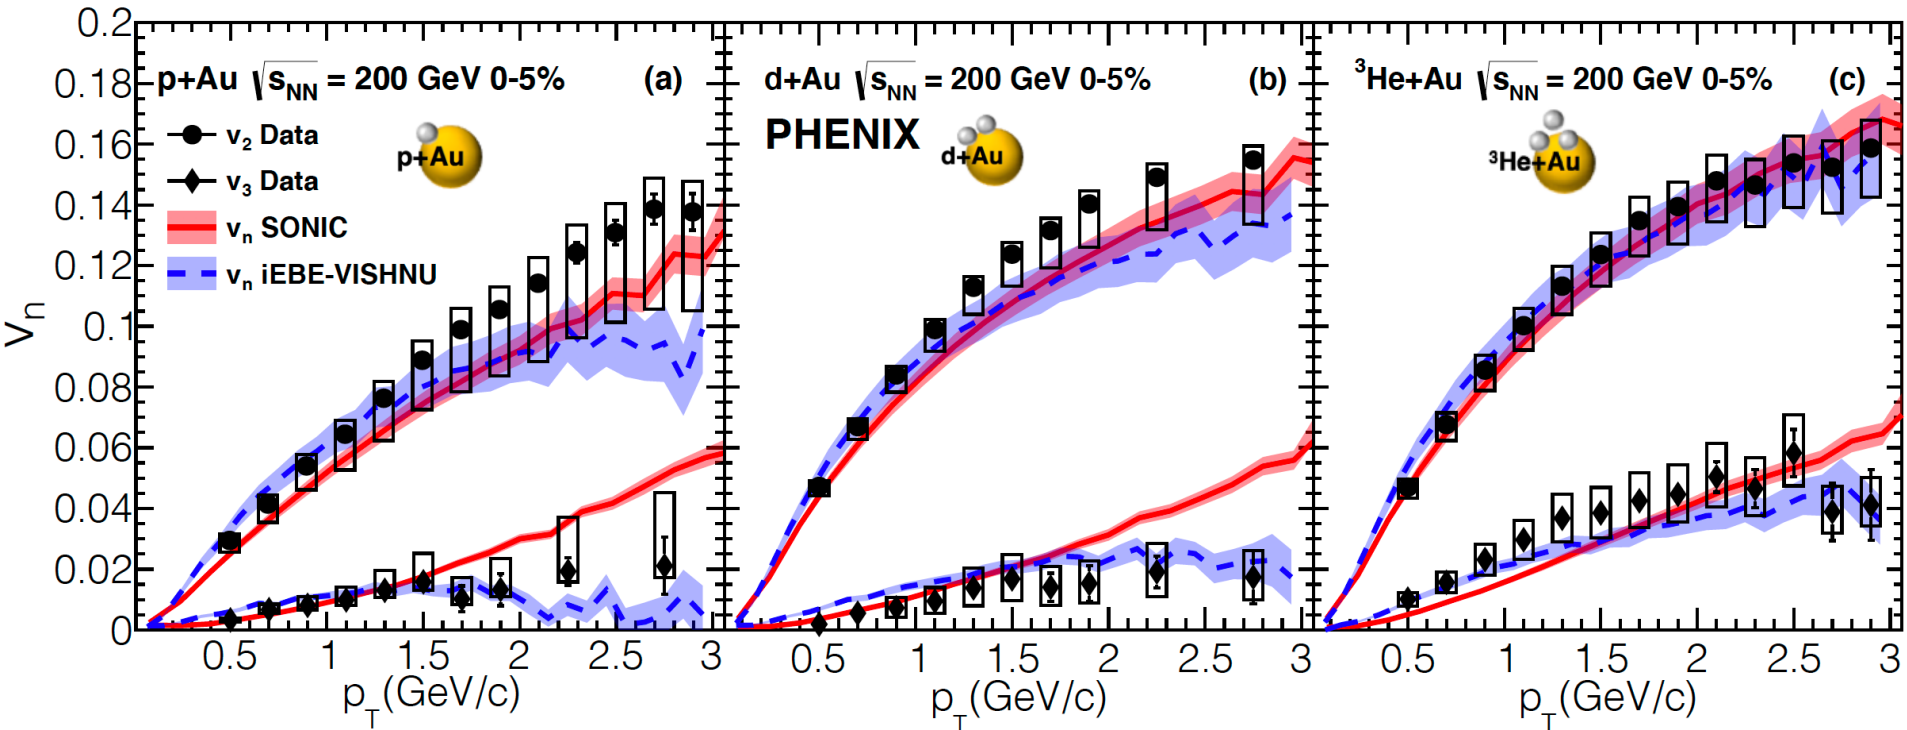 0.2
0.18
0.16
0.14
0.12
0.1
0.08
0.06
0.04
0.02
0
vn
p+Au √sNN = 200 GeV 0-5% (a)
v2 Data
v3 Data
vn SONIC
vn iEBE-VISHNU
p+Au
0.5 1 1.5 2 2.5 3
pT(GeV/c)
d+Au √sNN = 200 GeV 0-5% (b)
PHENIX
d+Au
0.5 1 1.5 2 2.5 3
pT(GeV/c)
³He+Au √sNN = 200 GeV 0-5% (c)
³He+Au
0.5 1 1.5 2 2.5 3
pT(GeV/c)